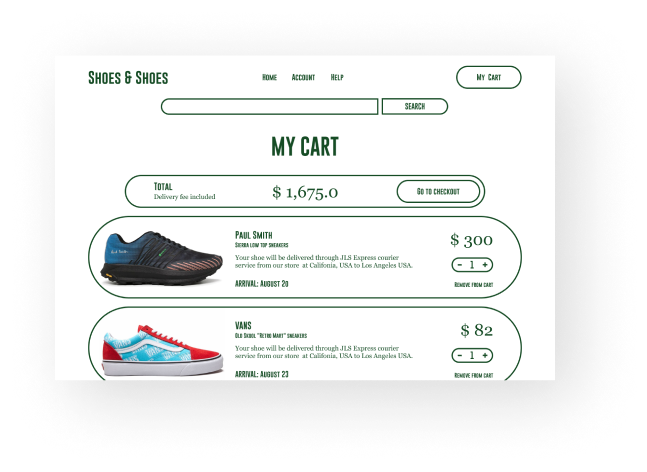 SHOES & SHOES
HOME ACCOUNT HELP
MY CART
SEARCH
MY CART
TOTAL
Delivery fee included
$ 1,675.0
GO TO CHECKOUT
PAUL SMITH
SIERRA LOW TOP SNEAKERS
Your shoe will be delivered through JLS Express courier
service from our store at Califonia, USA to Los Angeles USA.
ARRIVAL: AUGUST 20
$ 300
- 1 +
REMOVE FROM CART
VANS
OLD SKOOL "RETRO MART" SNEAKERS
Your shoe will be delivered through JLS Express courier
service from our store at Califonia, USA to Los Angeles USA.
ARRIVAL: AUGUST 23
$ 82
- 1 +
REMOVE FROM CART